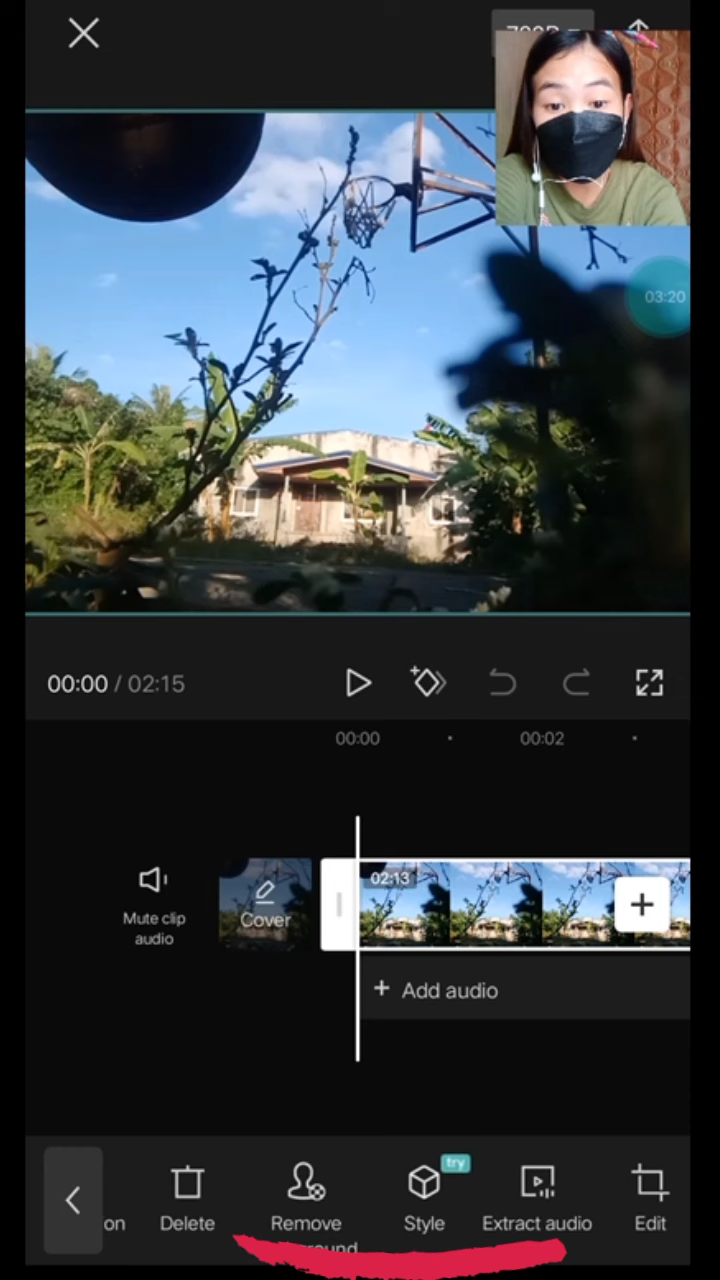 03:20
00:00 / 02:15
00:00
00:02
02:13
Mute clip
audio
Cover
+ Add audio
try
on
Delete
Remove
Style
Extract audio
Edit